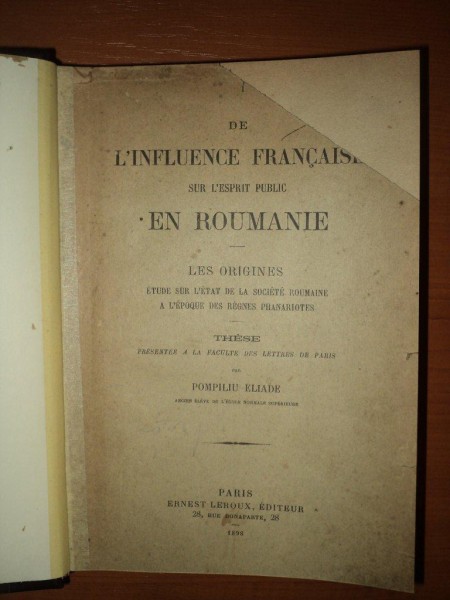 DE
L'INFLUENCE FRANÇAISE
SUR L'ESPRIT PUBLIC
EN ROUMANIE
LES ORIGINES
ÉTUDE SUR L'ÉTAT DE LA SOCIÉTÉ ROUMAINE
A L'ÉPOQUE DES RÈGNES PHANARIOTES
THÈSE
PRÉSENTÉE A LA FACULTÉ DES LETTRES DE PARIS
PAR
POMPILIU ELIADE
ANCIEN ÉLÈVE DE L'ÉCOLE NORMALE SUPÉRIEURE
PARIS
ERNEST LEROUX, ÉDITEUR
28, RUE BONAPARTE, 28
1898